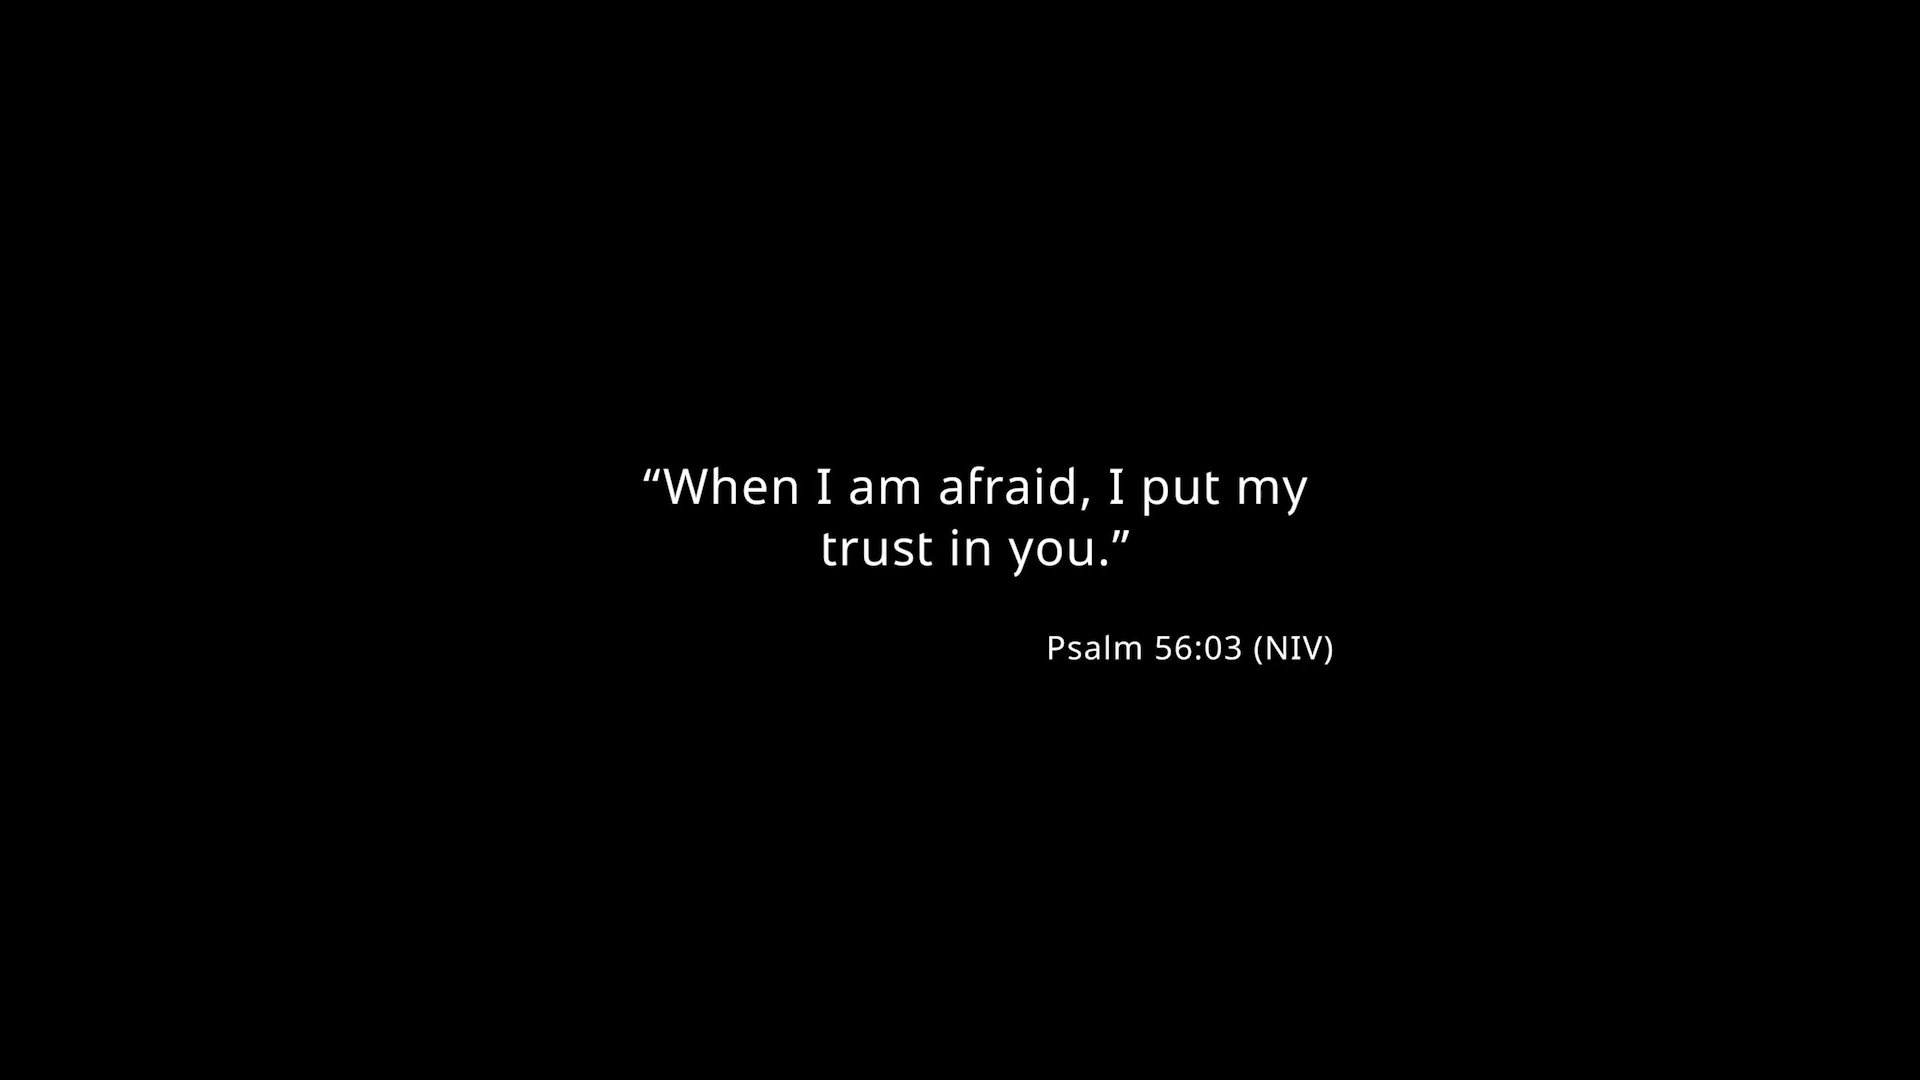 “When I am afraid, I put my
trust in you.”
Psalm 56:03 (NIV)